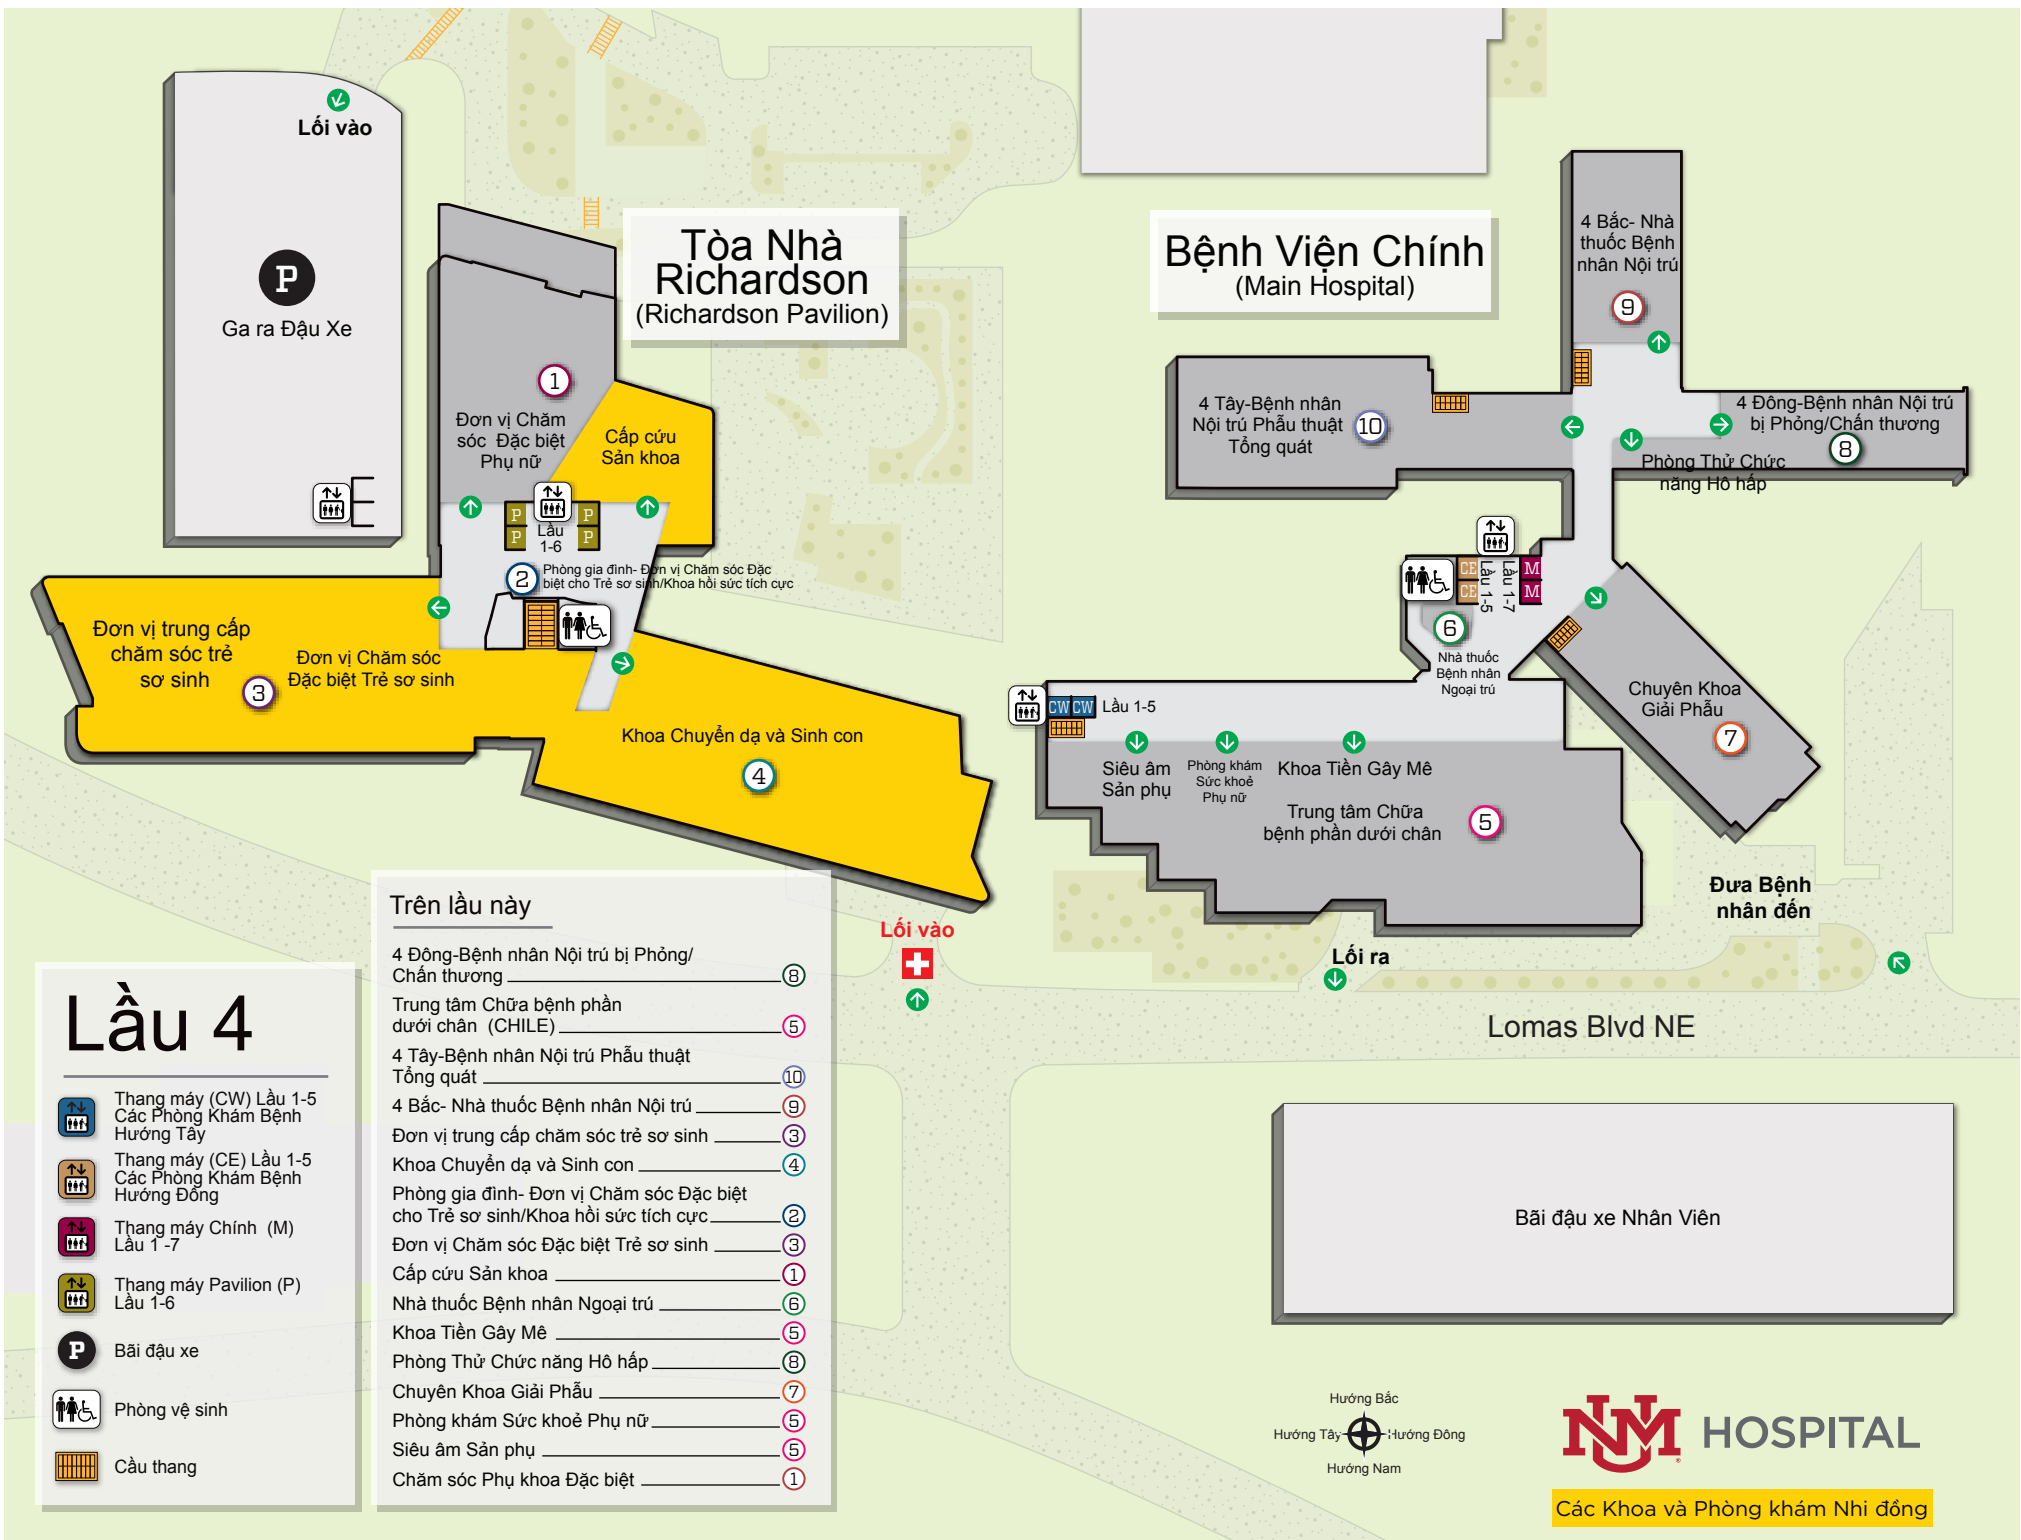 Lối vào
P
Ga ra Đậu Xe
Tòa Nhà
Richardson
(Richardson Pavilion)
Bệnh Viện Chính
(Main Hospital)
1
Đơn vị Chăm
sóc Đặc biệt
Phụ nữ
Cấp cứu
Sản khoa
P P
P P
Lầu
1-6
2
Phòng gia đình- Đơn vị Chăm sóc Đặc
biệt cho Trẻ sơ sinh/Khoa hồi sức tích cực
Đơn vị trung cấp
chăm sóc trẻ
sơ sinh
3
Đơn vị Chăm sóc
Đặc biệt Trẻ sơ sinh
Khoa Chuyển dạ và Sinh con
4
4 Bắc- Nhà
thuốc Bệnh
nhân Nội trú
9
4 Tây-Bệnh nhân
Nội trú Phẫu thuật
Tổng quát
10
4 Đông-Bệnh nhân Nội trú
bị Phỏng/Chấn thương
8
Phòng Thử Chức
năng Hô hấp
CE
CE
Lầu 1-5
Lầu 1-7
M
M
6
Nhà thuốc
Bệnh nhân
Ngoại trú
Chuyên Khoa
Giải Phẫu
7
CW CW Lầu 1-5
Siêu âm
Sản phụ
Phòng khám
Sức khoẻ
Phụ nữ
Khoa Tiền Gây Mê
Trung tâm Chữa
bệnh phần dưới chân
5
Đưa Bệnh
nhân đến
Lối vào
Lối ra
Lomas Blvd NE
Bãi đậu xe Nhân Viên
Lầu 4
Thang máy (CW) Lầu 1-5
Các Phòng Khám Bệnh
Hướng Tây
Thang máy (CE) Lầu 1-5
Các Phòng Khám Bệnh
Hướng Đông
Thang máy Chính (M)
Lầu 1 -7
Thang máy Pavilion (P)
Lầu 1-6
P Bãi đậu xe
Phòng vệ sinh
Cầu thang
Trên lầu này
4 Đông-Bệnh nhân Nội trú bị Phỏng/
Chấn thương 8
Trung tâm Chữa bệnh phần
dưới chân (CHILE) 5
4 Tây-Bệnh nhân Nội trú Phẫu thuật
Tổng quát 10
4 Bắc- Nhà thuốc Bệnh nhân Nội trú 9
Đơn vị trung cấp chăm sóc trẻ sơ sinh 3
Khoa Chuyển dạ và Sinh con 4
Phòng gia đình- Đơn vị Chăm sóc Đặc biệt
cho Trẻ sơ sinh/Khoa hồi sức tích cực 2
Đơn vị Chăm sóc Đặc biệt Trẻ sơ sinh 3
Cấp cứu Sản khoa 1
Nhà thuốc Bệnh nhân Ngoại trú 6
Khoa Tiền Gây Mê 5
Phòng Thử Chức năng Hô hấp 8
Chuyên Khoa Giải Phẫu 7
Phòng khám Sức khoẻ Phụ nữ 5
Siêu âm Sản phụ 5
Chăm sóc Phụ khoa Đặc biệt 1
Hướng Bắc
Hướng Tây Hướng Đông
Hướng Nam
UNM HOSPITAL
Các Khoa và Phòng khám Nhi đồng